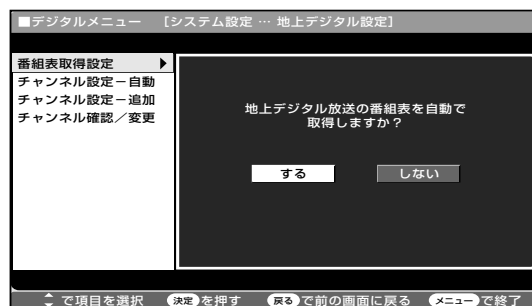 ■デジタルメニュー [システム設定 … 地上デジタル設定]
番組表取得設定 ▶
チャンネル設定－自動
チャンネル設定－追加
チャンネル確認／変更
地上デジタル放送の番組表を自動で
取得しますか？
する しない
で項目を選択 決定を押す 戻るで前の画面に戻る メニューで終了